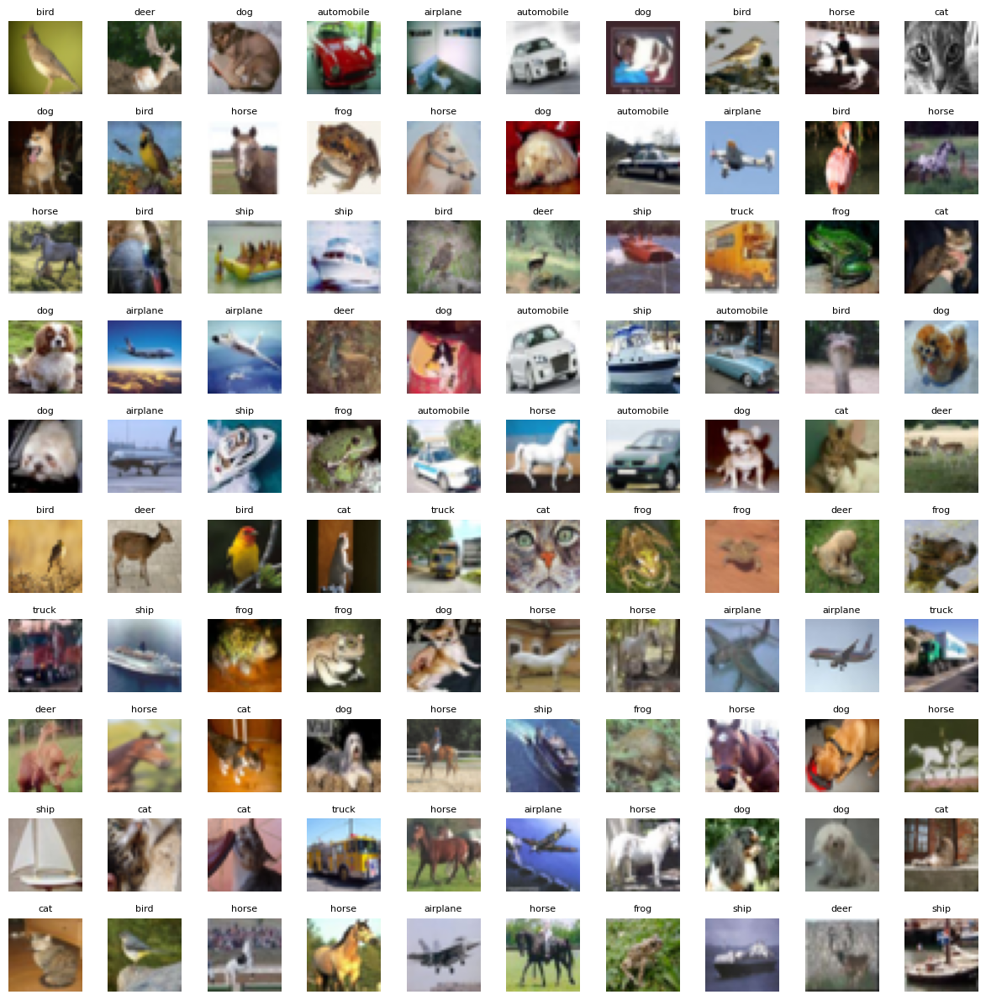 bird deer dog automobile airplane automobile dog bird horse cat
dog bird horse frog horse dog automobile airplane bird horse
horse bird ship ship bird deer ship truck frog cat
dog airplane airplane deer dog automobile ship automobile bird dog
dog airplane ship frog automobile horse automobile dog cat deer
bird deer bird cat truck cat frog frog deer frog
truck ship frog frog dog horse horse airplane airplane truck
deer horse cat dog horse ship frog horse dog horse
ship cat cat truck horse airplane horse dog dog cat
cat bird horse horse airplane horse frog ship deer ship